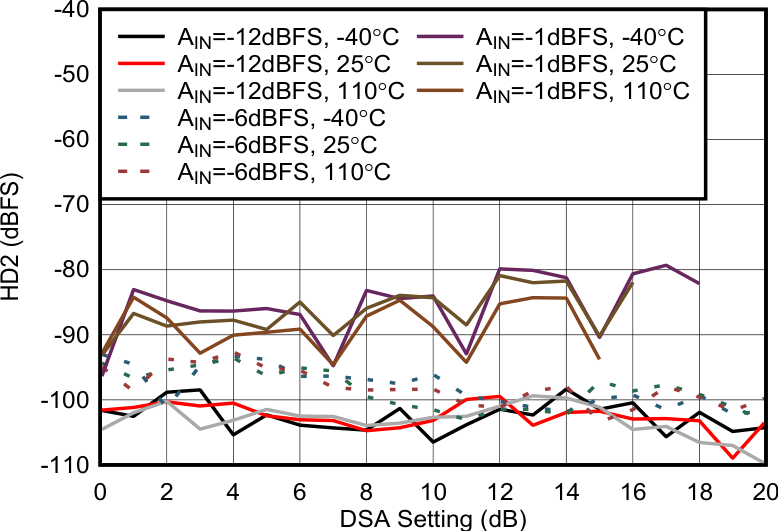 HD2 (dBFS)
-40
-50
-60
-70
-80
-90
-100
-110
AIN=-12dBFS, -40°C
AIN=-12dBFS, 25°C
AIN=-12dBFS, 110°C
AIN=-6dBFS, -40°C
AIN=-6dBFS, 25°C
AIN=-6dBFS, 110°C
AIN=-1dBFS, -40°C
AIN=-1dBFS, 25°C
AIN=-1dBFS, 110°C
0 2 4 6 8 10 12 14 16 18 20
DSA Setting (dB)